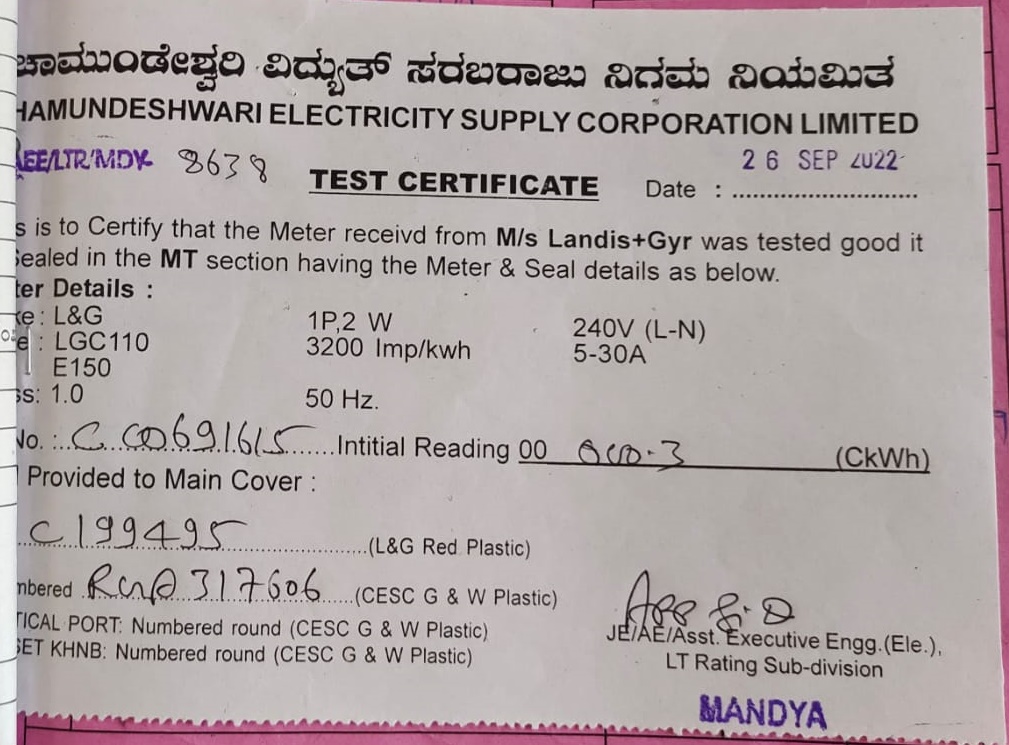 ಚಾಮುಂಡೇಶ್ವರಿ ವಿದ್ಯುತ್ ಸರಬರಾಜು ನಿಗಮ ನಿಯಮಿತ
HAMUNDESHWARI ELECTRICITY SUPPLY CORPORATION LIMITED
EE/LTR/MDY 8638 26 SEP 2022
TEST CERTIFICATE Date : ....................
s is to Certify that the Meter receivd from M/s Landis+Gyr was tested good it
ealed in the MT section having the Meter & Seal details as below.
ter Details :
ke : L&G 1P,2 W 240V (L-N)
e : LGC110 3200 Imp/kwh 5-30A
E150
ss: 1.0 50 Hz.
No. : C C0691615 Intitial Reading 00 (CkWh)
Provided to Main Cover :
C199495 (L&G Red Plastic)
mbered 317606 (CESC G & W Plastic)
TICAL PORT: Numbered round (CESC G & W Plastic)
SET KHNB: Numbered round (CESC G & W Plastic)
JE/AE/Asst. Executive Engg.(Ele.),
LT Rating Sub-division
MANDYA